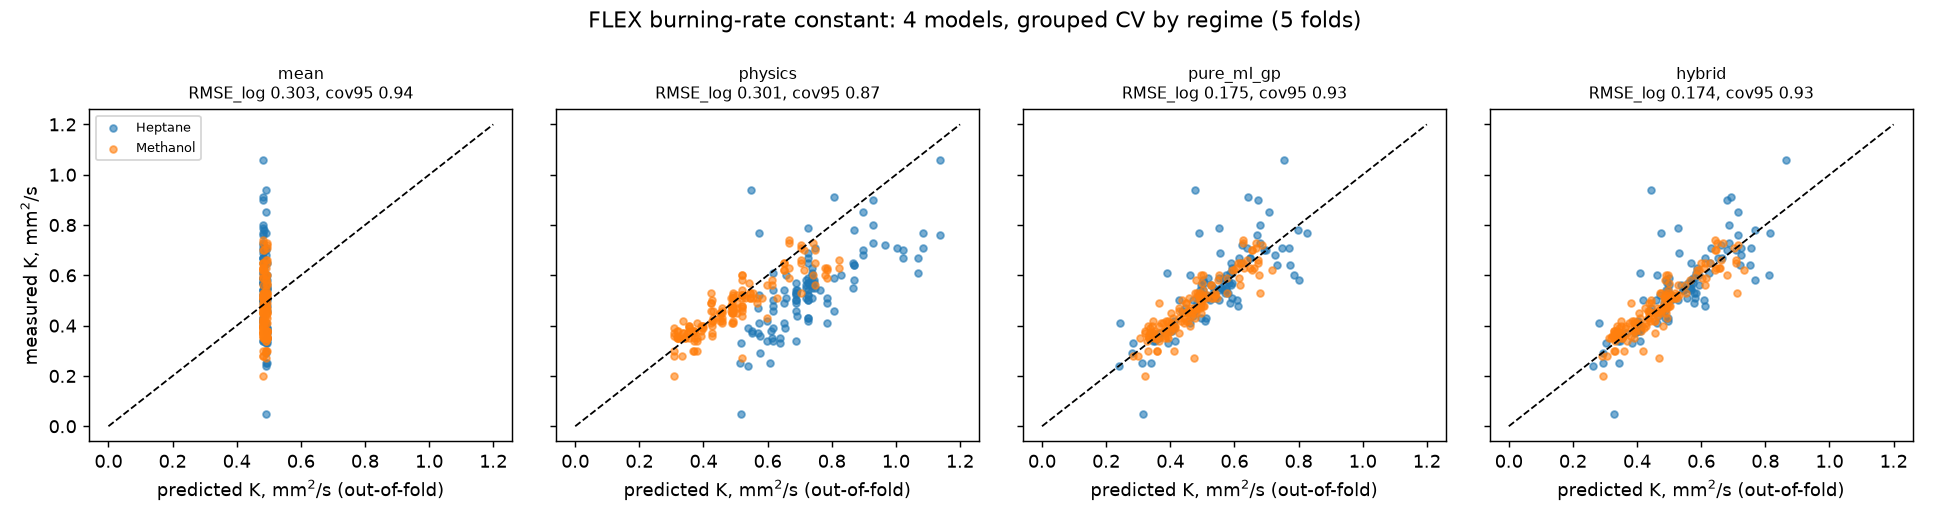 FLEX burning-rate constant: 4 models, grouped CV by regime (5 folds)
mean
RMSE_log 0.303, cov95 0.94
physics
RMSE_log 0.301, cov95 0.87
pure_ml_gp
RMSE_log 0.175, cov95 0.93
hybrid
RMSE_log 0.174, cov95 0.93
Heptane
Methanol
measured K, mm²/s
1.2
1.0
0.8
0.6
0.4
0.2
0.0
0.0 0.2 0.4 0.6 0.8 1.0 1.2
predicted K, mm²/s (out-of-fold)
0.0 0.2 0.4 0.6 0.8 1.0 1.2
predicted K, mm²/s (out-of-fold)
0.0 0.2 0.4 0.6 0.8 1.0 1.2
predicted K, mm²/s (out-of-fold)
0.0 0.2 0.4 0.6 0.8 1.0 1.2
predicted K, mm²/s (out-of-fold)